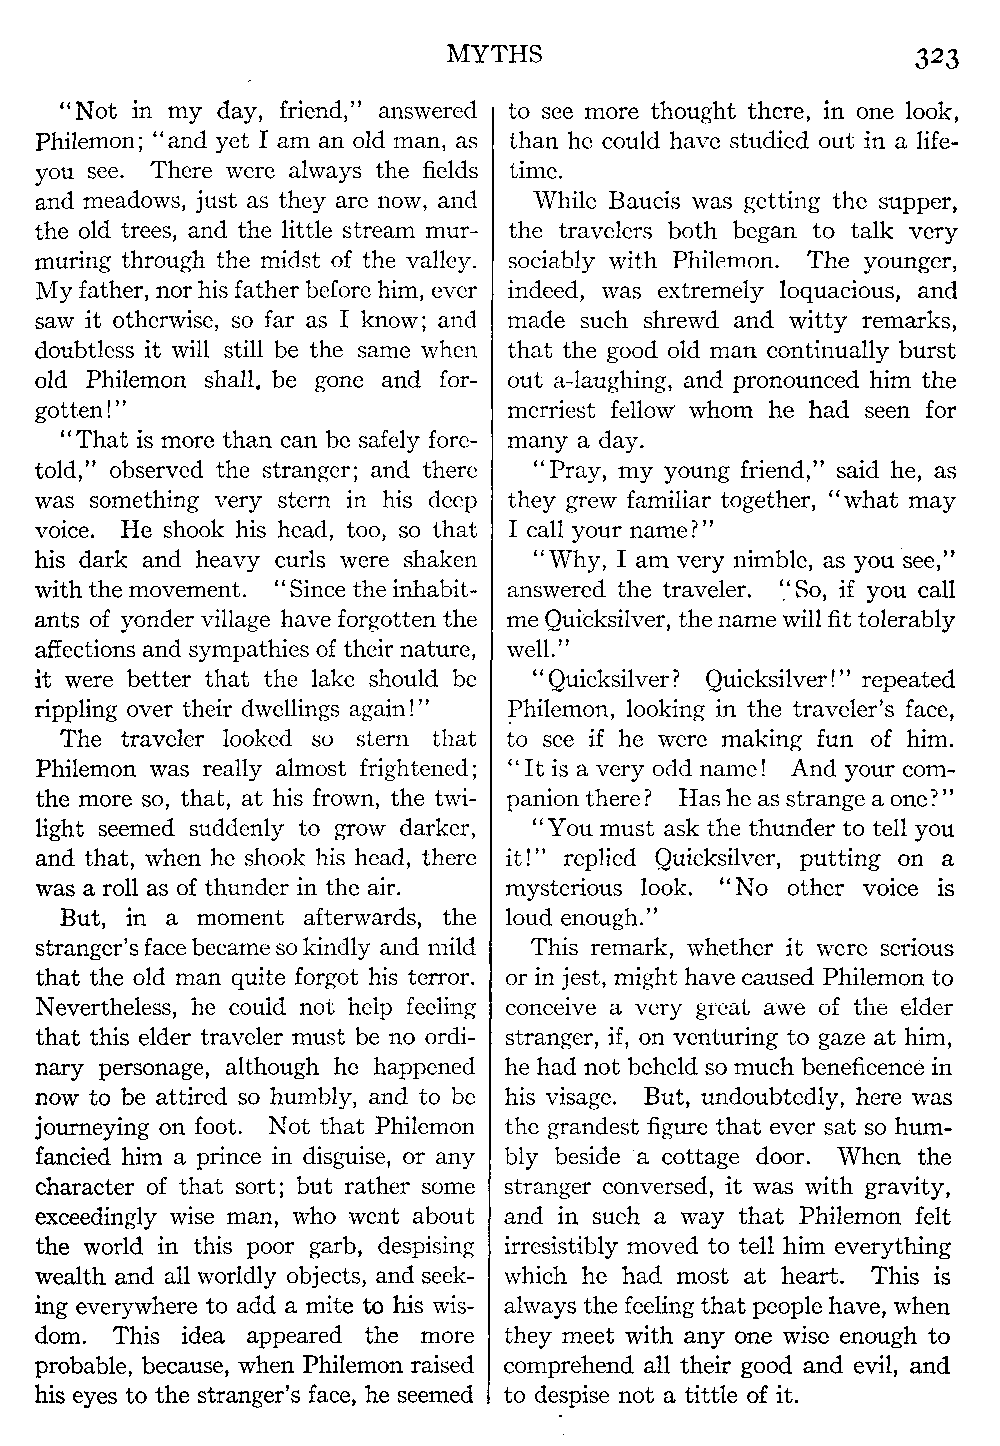 MYTHS 323
“Not in my day, friend,” answered
Philemon; “and yet I am an old man, as
you see. There were always the fields
and meadows, just as they are now, and
the old trees, and the little stream mur-
muring through the midst of the valley.
My father, nor his father before him, ever
saw it otherwise, so far as I know; and
doubtless it will still be the same when
old Philemon shall. be gone and for-
gotten!”
“That is more than can be safely fore-
told,” observed the stranger; and there
was something very stern in his deep
voice. He shook his head, too, so that
his dark and heavy curls were shaken
with the movement. “Since the inhabit-
ants of yonder village have forgotten the
affections and sympathies of their nature,
it were better that the lake should be
rippling over their dwellings again!”
The traveler looked so stern that
Philemon was really almost frightened;
the more so, that, at his frown, the twi-
light seemed suddenly to grow darker,
and that, when he shook his head, there
was a roll as of thunder in the air.
But, in a moment afterwards, the
stranger’s face became so kindly and mild
that the old man quite forgot his terror.
Nevertheless, he could not help feeling
that this elder traveler must be no ordi-
nary personage, although he happened
now to be attired so humbly, and to be
journeying on foot. Not that Philemon
fancied him a prince in disguise, or any
character of that sort; but rather some
exceedingly wise man, who went about
the world in this poor garb, despising
wealth and all worldly objects, and seek-
ing everywhere to add a mite to his wis-
dom. This idea appeared the more
probable, because, when Philemon raised
his eyes to the stranger’s face, he seemed
to see more thought there, in one look,
than he could have studied out in a life-
time.
While Baucis was getting the supper,
the travelers both began to talk very
sociably with Philemon. The younger,
indeed, was extremely loquacious, and
made such shrewd and witty remarks,
that the good old man continually burst
out a-laughing, and pronounced him the
merriest fellow whom he had seen for
many a day.
“Pray, my young friend,” said he, as
they grew familiar together, “what may
I call your name?”
“Why, I am very nimble, as you see,”
answered the traveler. “So, if you call
me Quicksilver, the name will fit tolerably
well.”
“Quicksilver? Quicksilver!” repeated
Philemon, looking in the traveler’s face,
to see if he were making fun of him.
“It is a very odd name! And your com-
panion there? Has he as strange a one?”
“You must ask the thunder to tell you
it!” replied Quicksilver, putting on a
mysterious look. “No other voice is
loud enough.”
This remark, whether it were serious
or in jest, might have caused Philemon to
conceive a very great awe of the elder
stranger, if, on venturing to gaze at him,
he had not beheld so much beneficence in
his visage. But, undoubtedly, here was
the grandest figure that ever sat so hum-
bly beside a cottage door. When the
stranger conversed, it was with gravity,
and in such a way that Philemon felt
irresistibly moved to tell him everything
which he had most at heart. This is
always the feeling that people have, when
they meet with any one wise enough to
comprehend all their good and evil, and
to despise not a tittle of it.